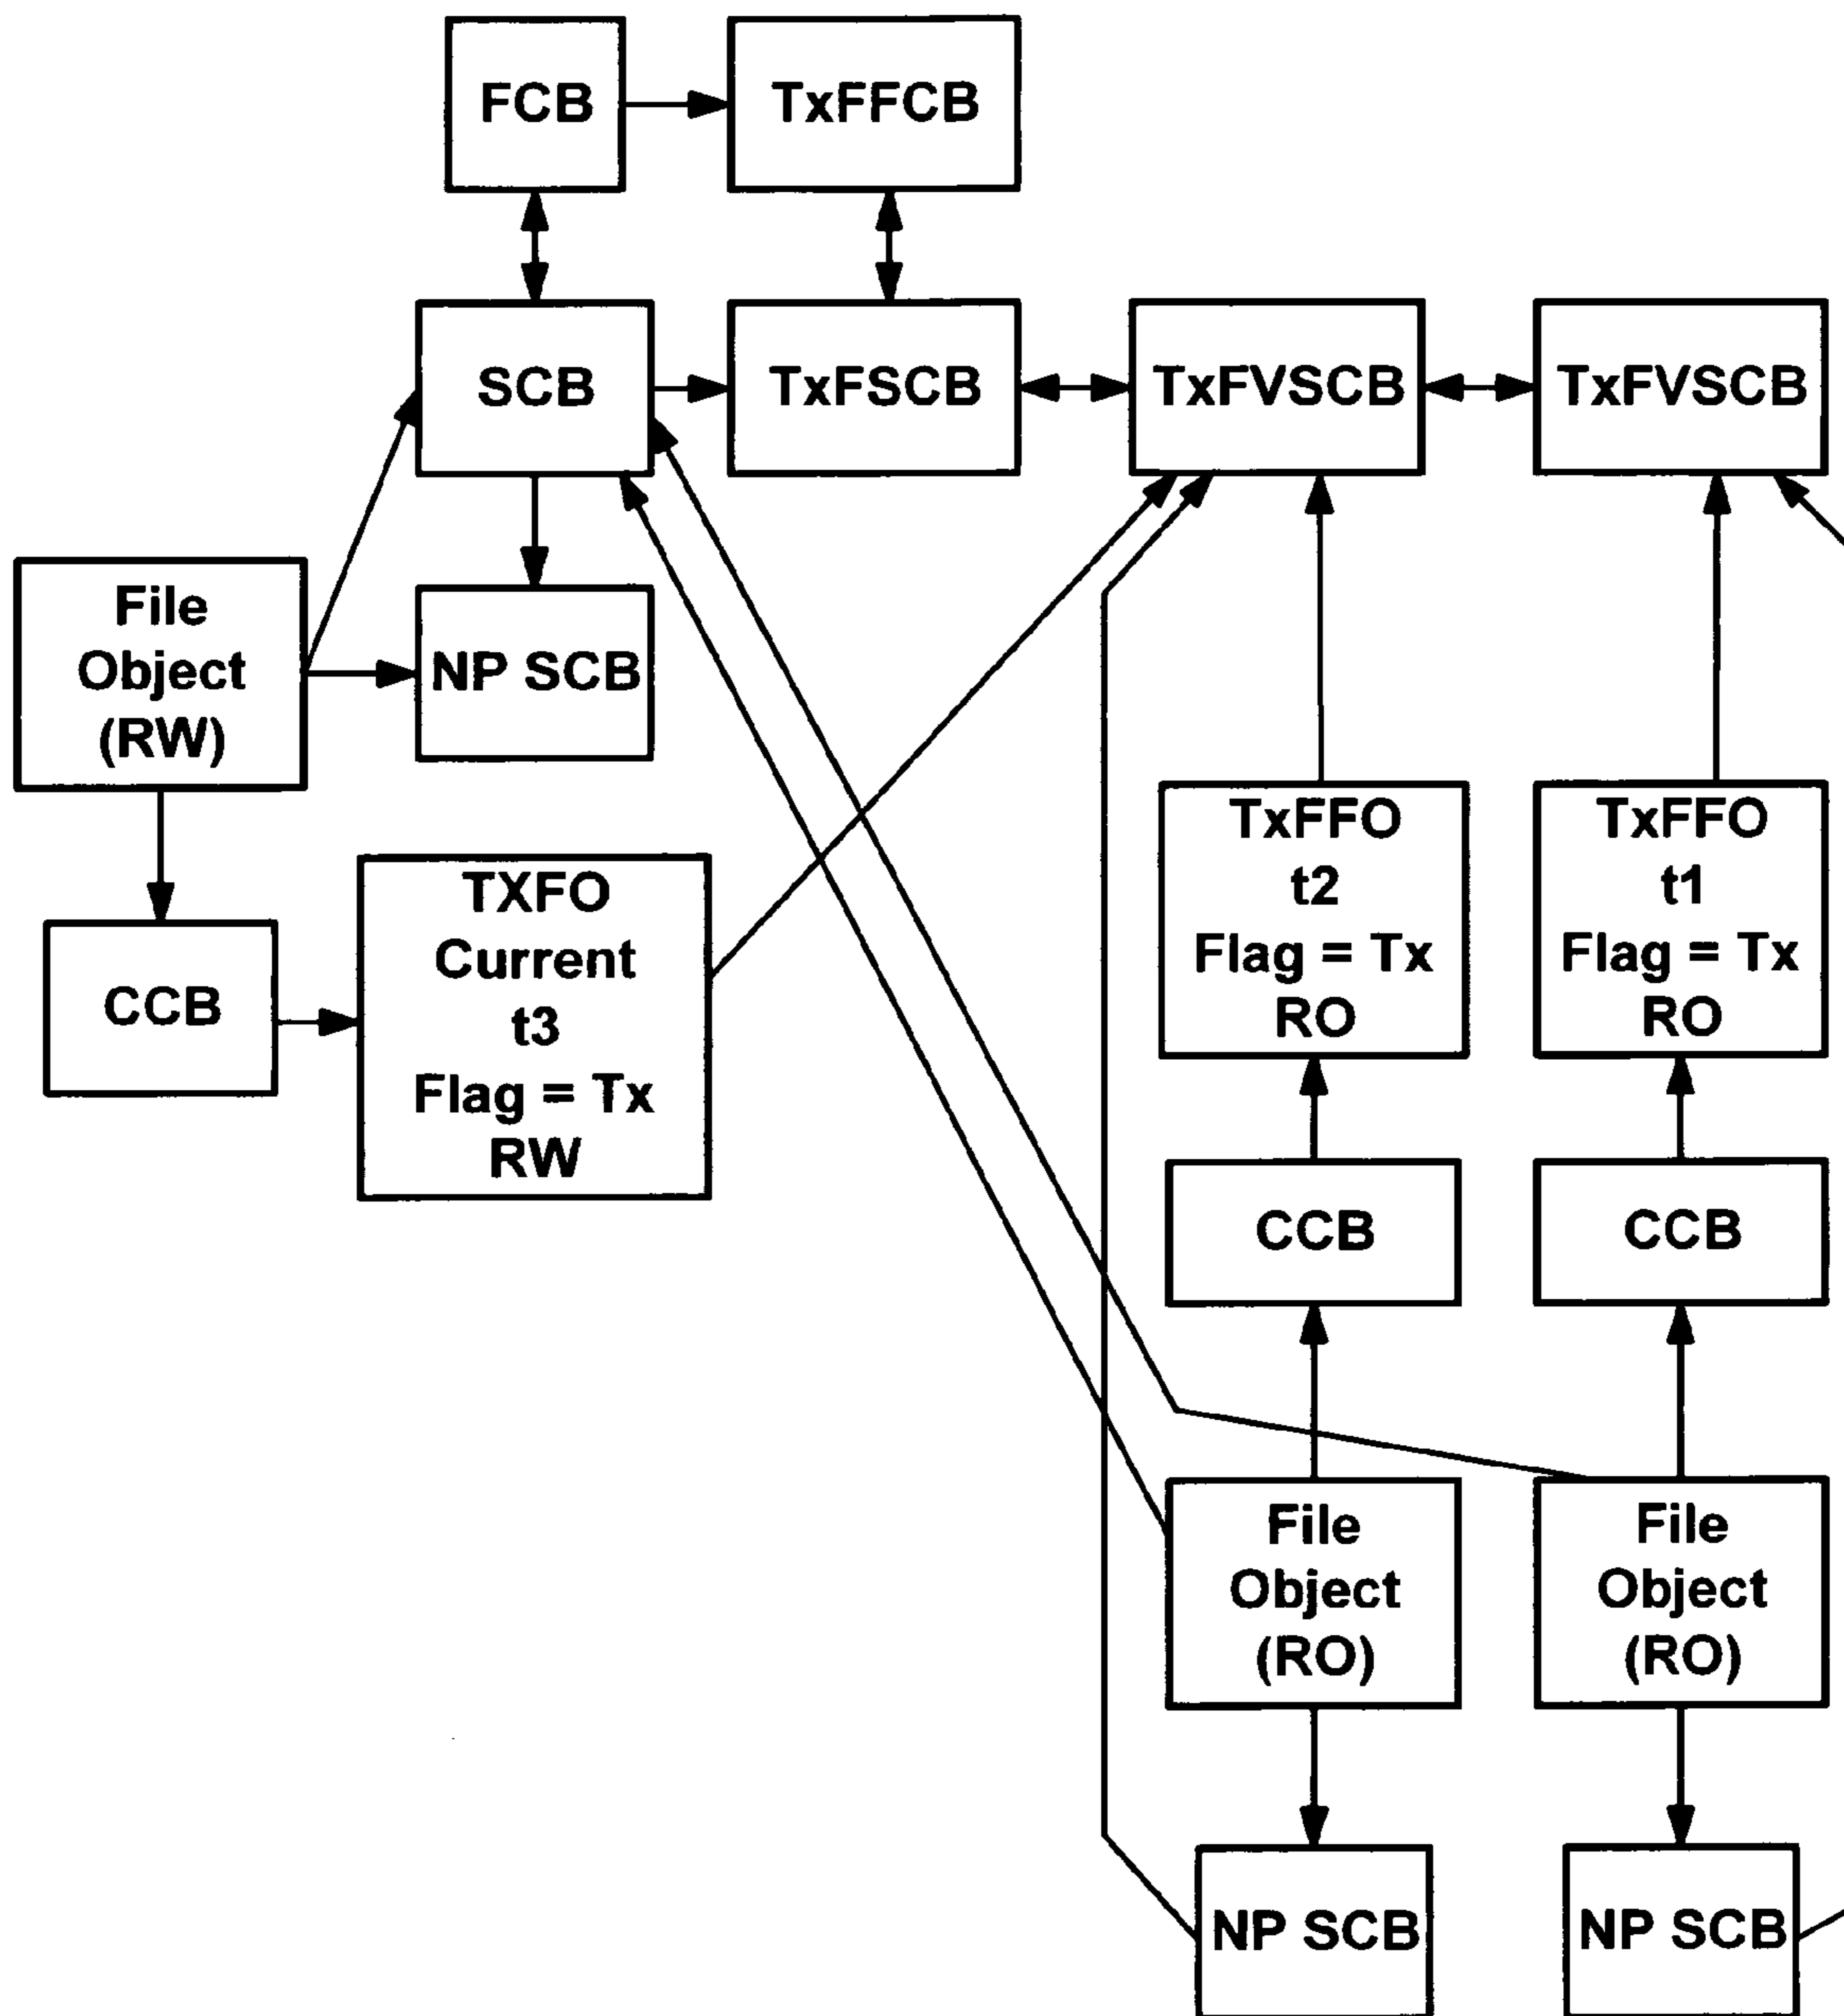 FCB
TxFFCB
SCB
TxFSCB
TxFVSCB
TxFVSCB
File
Object
(RW)
NP SCB
CCB
TXFO
Current
t3
Flag = Tx
RW
TxFFO
t2
Flag = Tx
RO
TxFFO
t1
Flag = Tx
RO
CCB
CCB
File
Object
(RO)
File
Object
(RO)
NP SCB
NP SCB